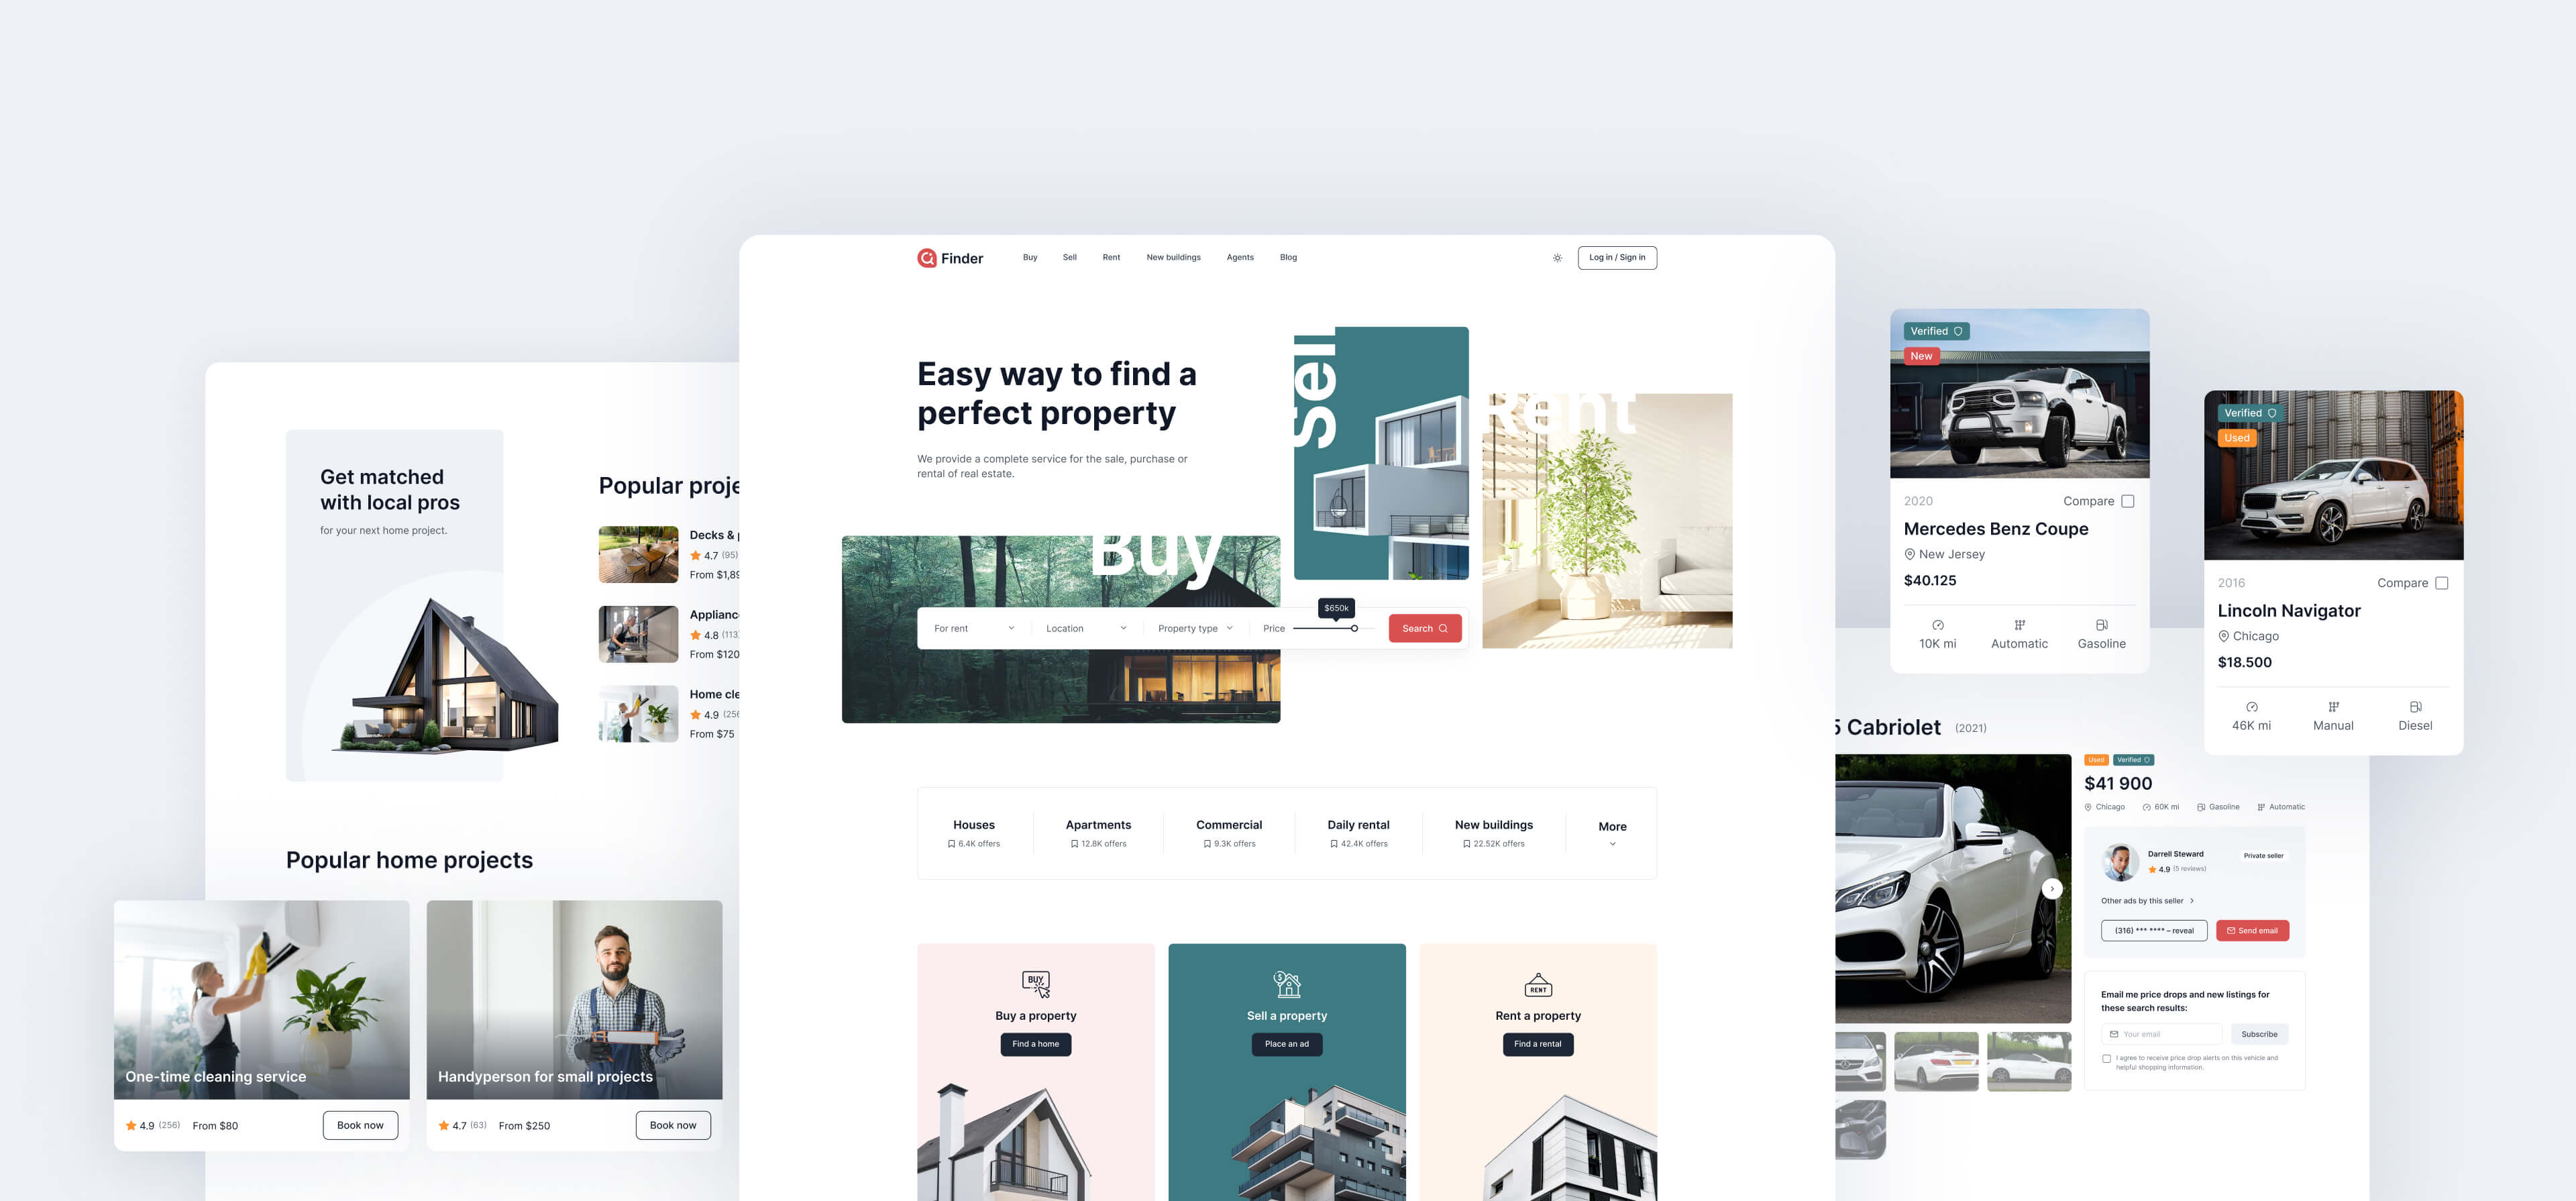 Finder
Buy
Sell
Rent
New buildings
Agents
Blog
Log in / Sign in
Easy way to find a
perfect property
We provide a complete service for the sale, purchase or
rental of real estate.
Sell
Rent
Buy
For rent
Location
Property type
Price
$650k
Search
Houses
6.4K offers
Apartments
12.8K offers
Commercial
9.3K offers
Daily rental
42.4K offers
New buildings
22.52K offers
More
BUY
Buy a property
Find a home
$
Sell a property
Place an ad
RENT
Rent a property
Find a rental
Get matched
with local pros
for your next home project.
Popular proje
Decks &
4.7 (95)
From $1,89
Applianc
4.8 (113
From $120
Home cle
4.9 (256
From $75
Popular home projects
One-time cleaning service
4.9 (256) From $80
Book now
Handyperson for small projects
4.7 (63) From $250
Book now
Verified
New
2020
Compare
Mercedes Benz Coupe
New Jersey
$40.125
10K mi
Automatic
Gasoline
Verified
Used
2016
Compare
Lincoln Navigator
Chicago
$18.500
46K mi
Manual
Diesel
Cabriolet (2021)
Used
Verified
$41 900
Chicago
60K mi
Gasoline
Automatic
Darrell Steward
4.9 (5 reviews)
Private seller
Other ads by this seller
(316) *** **** – reveal
Send email
Email me price drops and new listings for
these search results:
Your email
Subscribe
I agree to receive price drop alerts on this vehicle and
helpful shopping information.